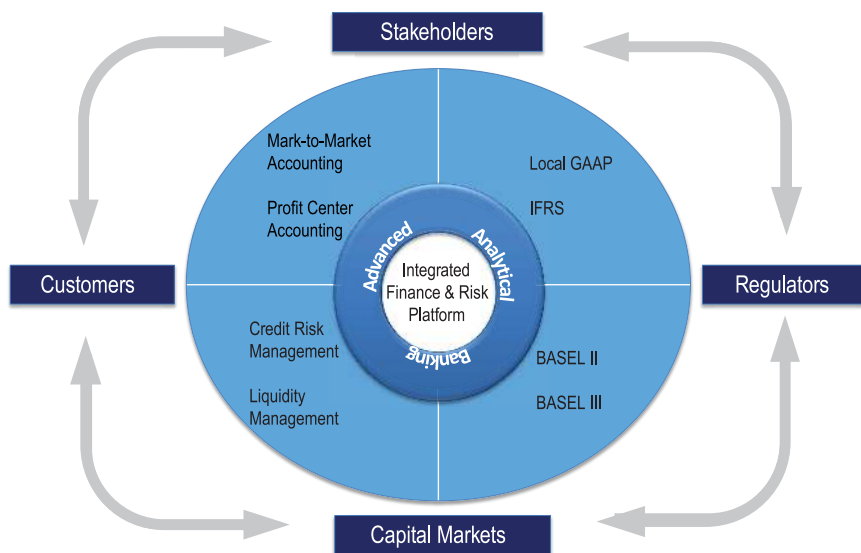 Stakeholders
Mark-to-Market
Accounting
Local GAAP
Profit Center
Accounting
IFRS
Advanced
Analytical
Banking
Customers
Integrated
Finance & Risk
Platform
Regulators
Credit Risk
Management
BASEL II
Liquidity
Management
BASEL III
Capital Markets